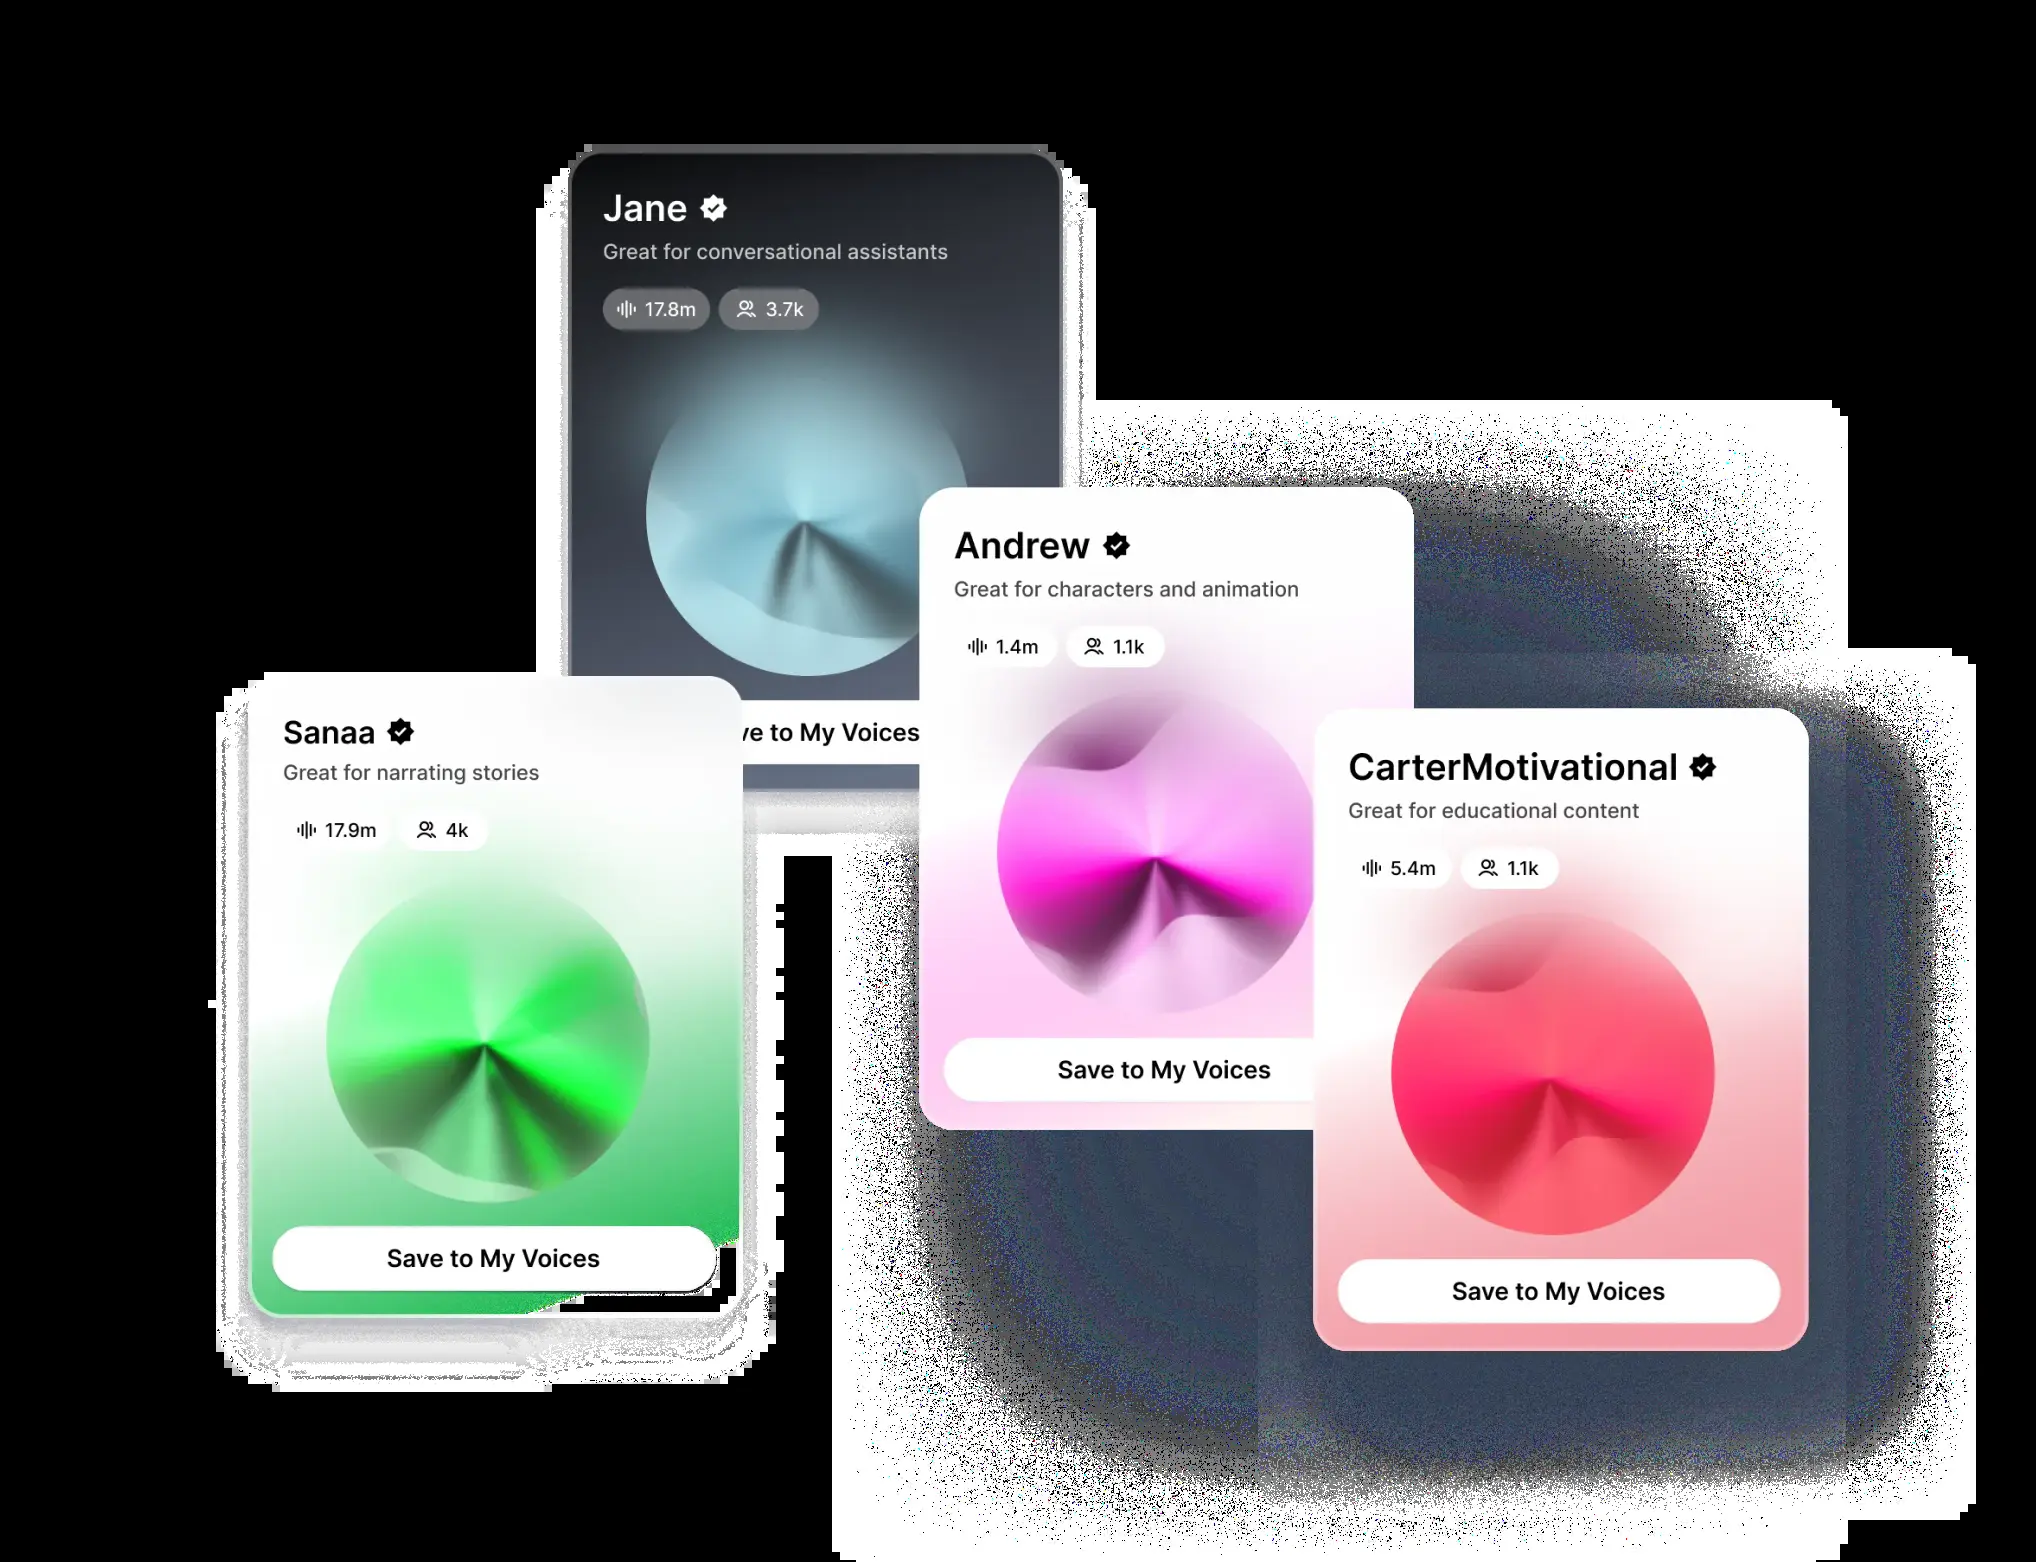 Jane
Great for conversational assistants
17.8m 3.7k
to My Voices
Andrew
Great for characters and animation
1.4m 1.1k
Save to My Voices
Sanaa
Great for narrating stories
17.9m 4k
Save to My Voices
CarterMotivational
Great for educational content
5.4m 1.1k
Save to My Voices